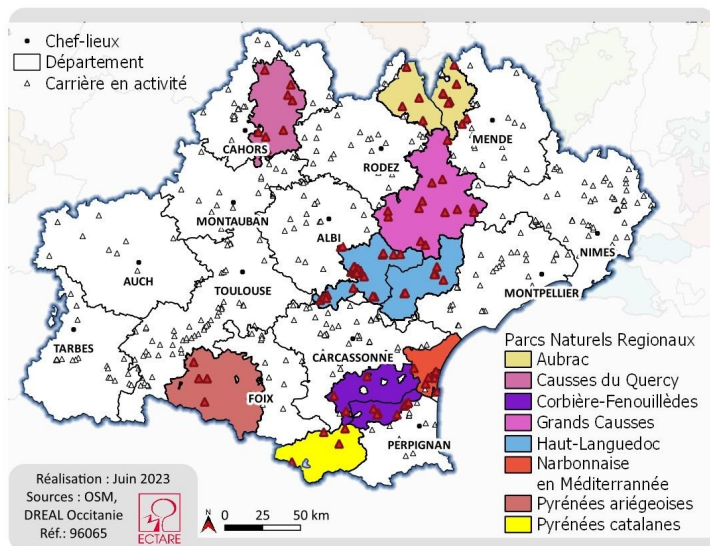 Chef-lieux
Département
Carrière en activité
CAHORS
MENDE
RODEZ
MONTAUBAN
ALBI
NIMES
AUCH
TOULOUSE
MONTPELLIER
TARBES
CARCASSONNE
FOIX
PERPIGNAN
Parcs Naturels Regionaux
Aubrac
Causses du Quercy
Corbière-Fenouillèdes
Grands Causses
Haut-Languedoc
Narbonnaise
en Méditerrannée
Pyrénées ariégeoises
Pyrénées catalanes
Réalisation : Juin 2023
Sources : OSM,
DREAL Occitanie
Réf.: 96065
ECTARE
N
0 25 50 km